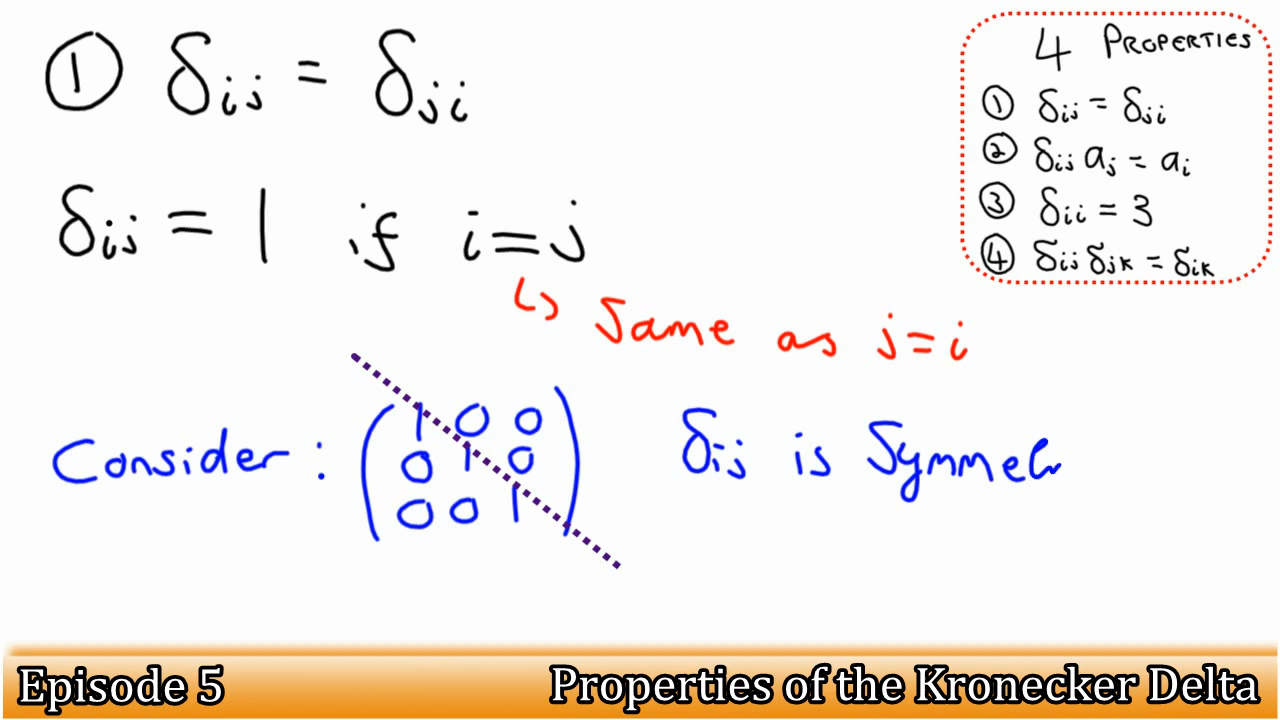 ① δij = δji
δij = 1 if i=j
↳ Same as j=i
Consider: (1 0 0
0 1 0
0 0 1)
δij is Symmet
4 PROPERTIES
① δij = δji
② δij aj = ai
③ δii = 3
④ δij δjk = δik
Episode 5
Properties of the Kronecker Delta